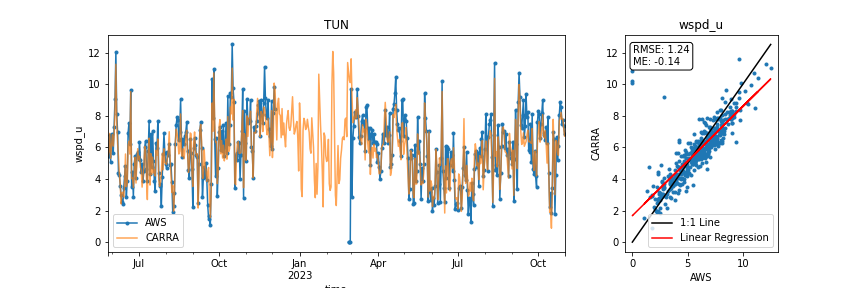 TUN
wspd_u
12
10
8
6
4
2
0
AWS
CARRA
Jul
Oct
Jan
2023
Apr
Jul
Oct
time
wspd_u
RMSE: 1.24
ME: -0.14
CARRA
12
10
8
6
4
2
0
1:1 Line
Linear Regression
0
5
10
AWS